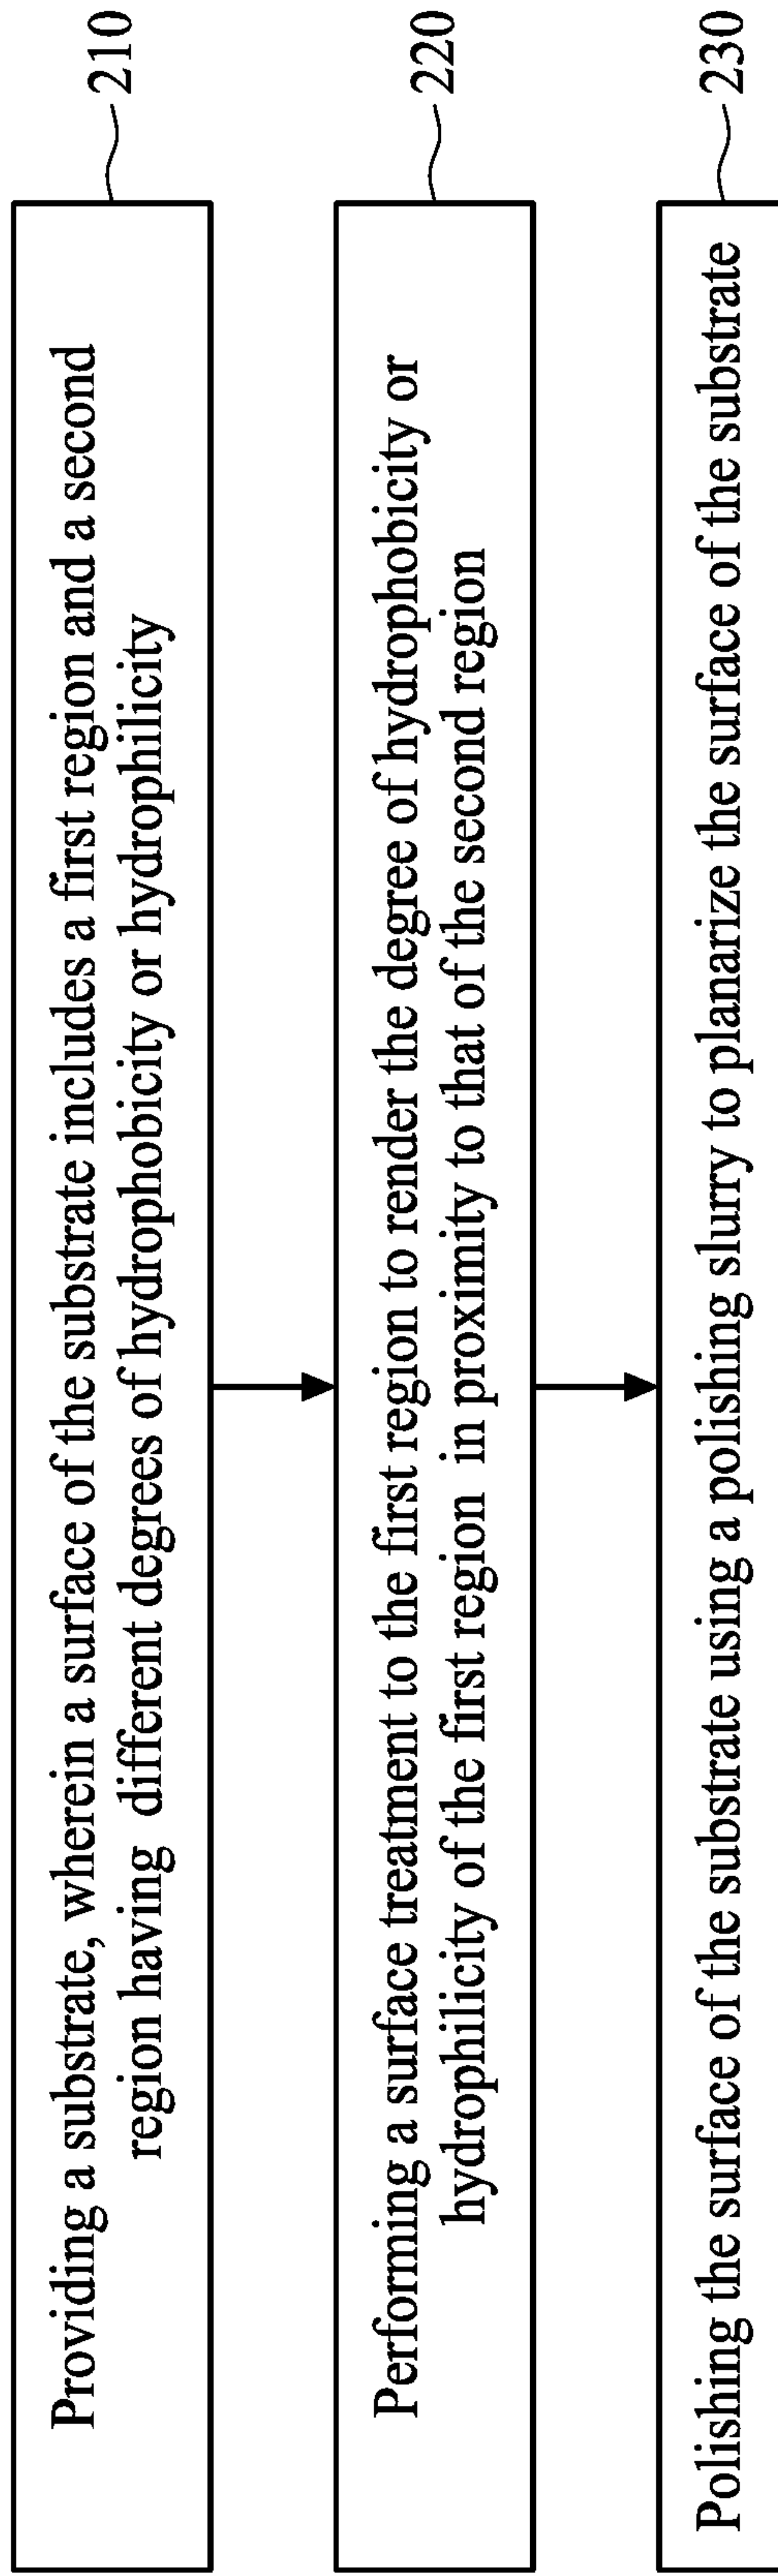 Providing a substrate, wherein a surface of the substrate includes a first region and a second
region having different degrees of hydrophobicity or hydrophilicity
210
Performing a surface treatment to the first region to render the degree of hydrophobicity or
hydrophilicity of the first region in proximity to that of the second region
220
Polishing the surface of the substrate using a polishing slurry to planarize the surface of the substrate
230